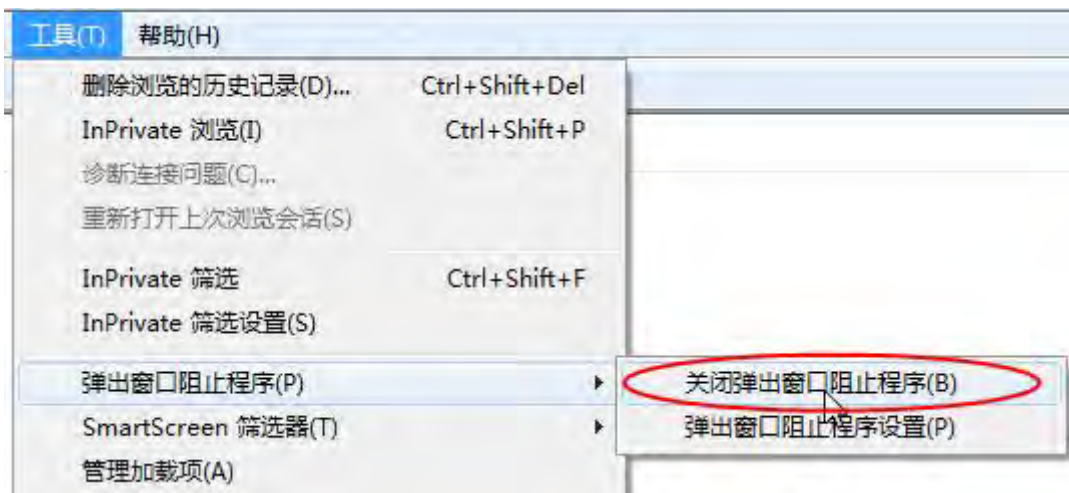 工具(T) 帮助(H)
删除浏览的历史记录(D)... Ctrl+Shift+Del
InPrivate 浏览(I) Ctrl+Shift+P
诊断连接问题(C)...
重新打开上次浏览会话(S)
InPrivate 筛选 Ctrl+Shift+F
InPrivate 筛选设置(S)
弹出窗口阻止程序(P) 关闭弹出窗口阻止程序(B)
SmartScreen 筛选器(T) 弹出窗口阻止程序设置(P)
管理加载项(A)